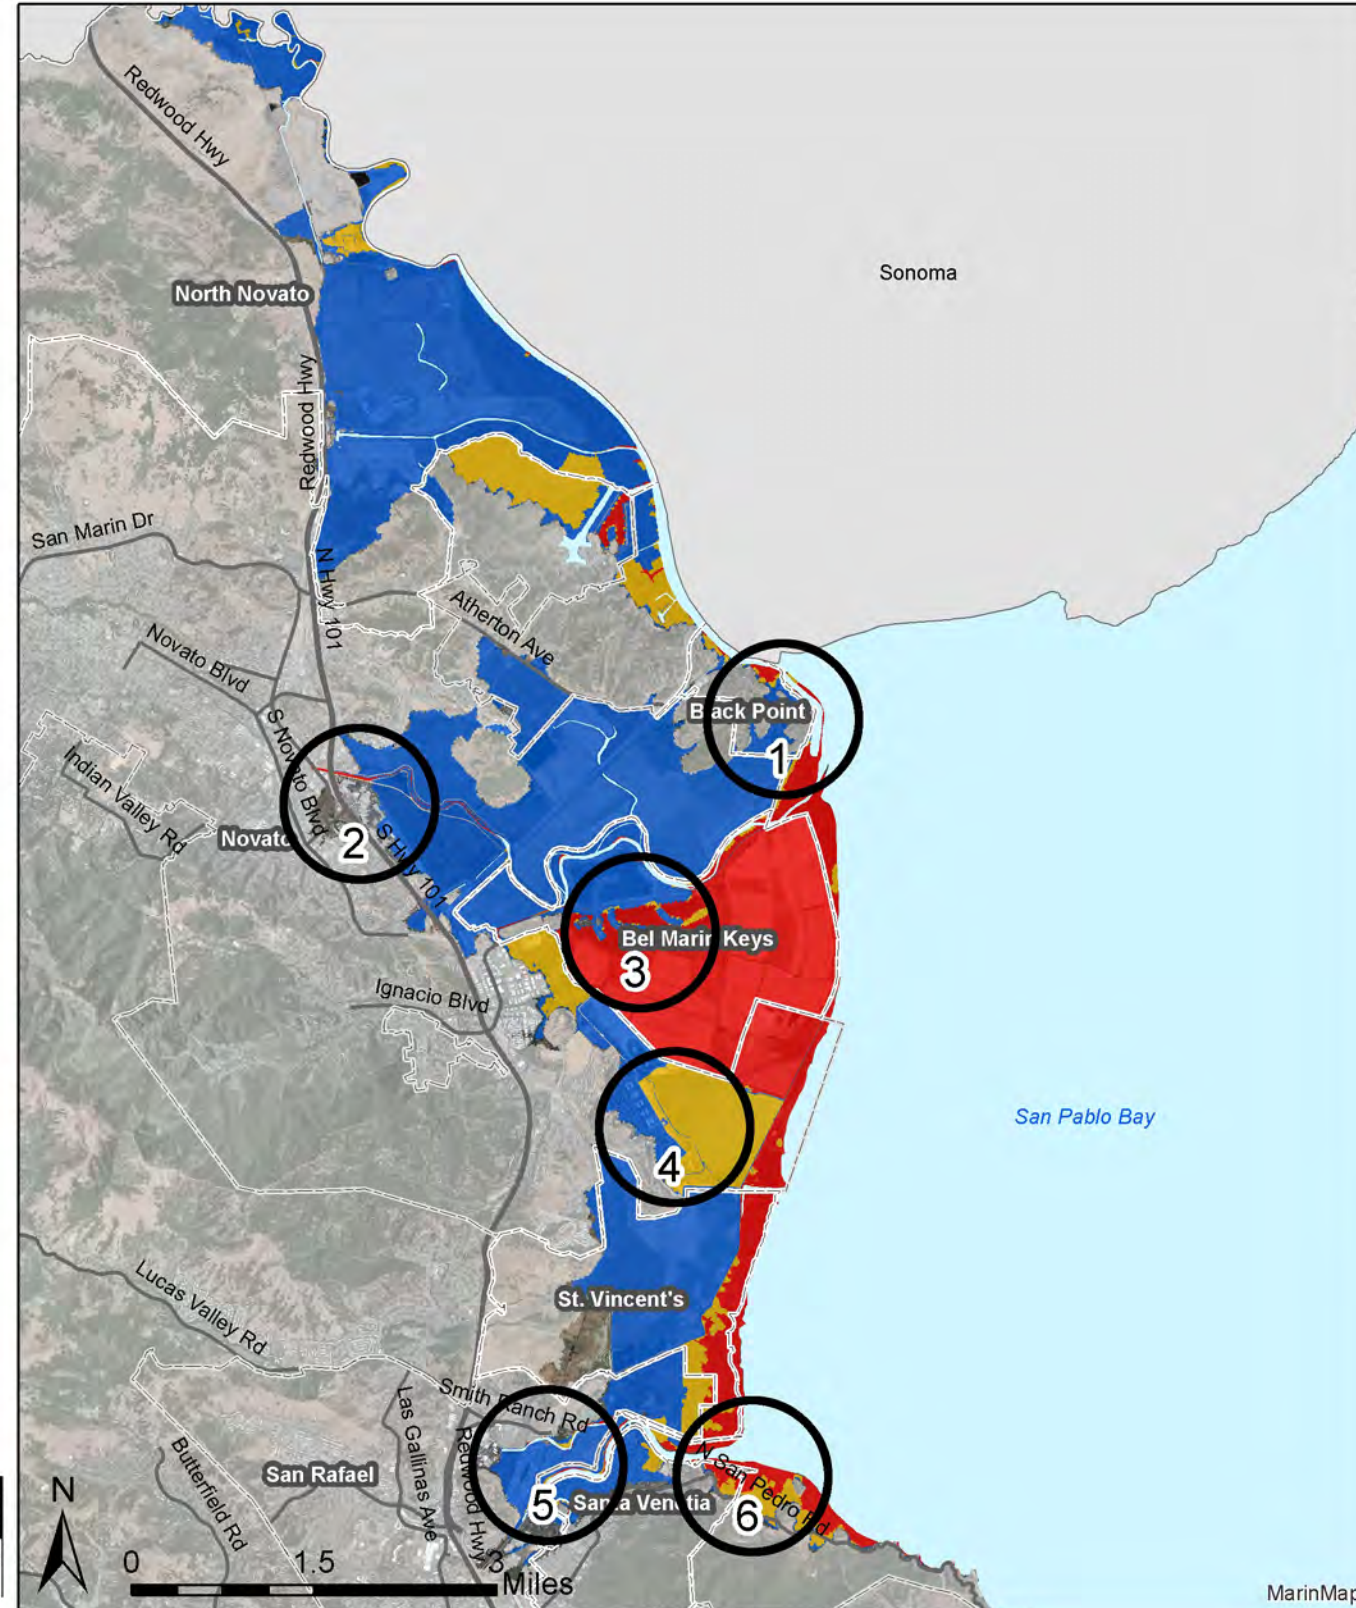 Redwood Hwy
Sonoma
North Novato
Redwood Hwy
San Marin Dr
N Hwy 101
Atherton Ave
Novato Blvd
Black Point
1
S Novato Blvd
Indian Valley Rd
Novato
2
S Hwy 101
Bel Marin Keys
3
Ignacio Blvd
San Pablo Bay
4
St. Vincent's
Lucas Valley Rd
Smith Ranch Rd
Las Gallinas Ave
Redwood Hwy
Butterfield Rd
San Rafael
N San Pedro Rd
5
Santa Venetia
6
N
0 1.5 3
Miles
MarinMap